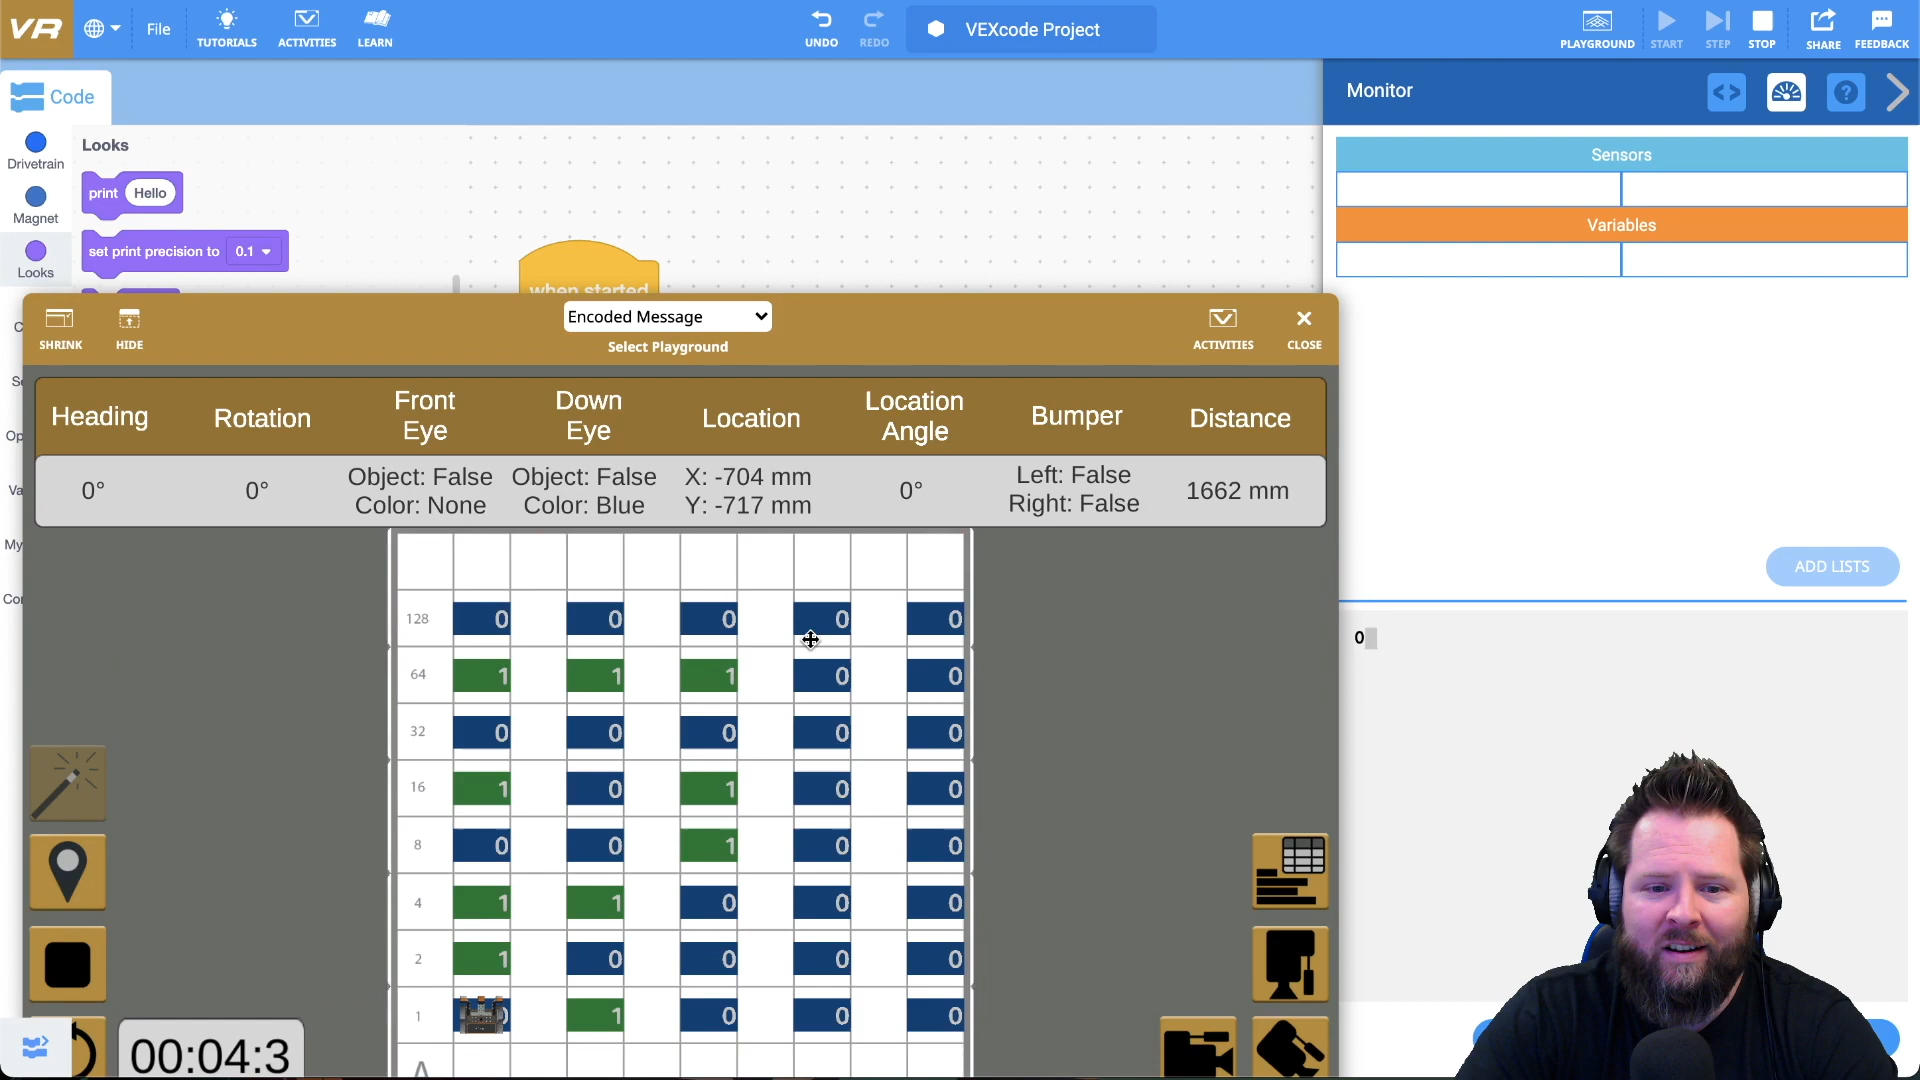 VR
File
TUTORIALS
ACTIVITIES
LEARN
UNDO
REDO
VEXcode Project
PLAYGROUND
START
STEP
STOP
SHARE
FEEDBACK
Code
Monitor
<>
?
Drivetrain
Magnet
Looks
Looks
print Hello
set print precision to 0.1
when started
Sensors
Variables
ADD LISTS
0
SHRINK
HIDE
Encoded Message
Select Playground
ACTIVITIES
CLOSE
Heading Rotation Front Eye Down Eye Location Location Angle Bumper Distance
0° 0° Object: False Object: False X: -704 mm 0° Left: False 1662 mm
Color: None Color: Blue Y: -717 mm Right: False
128 0 0 0 0 0
64 1 1 1 0 0
32 0 0 0 0 0
16 1 0 1 0 0
8 0 0 1 0 0
4 1 1 0 0 0
2 1 0 0 0 0
1 0 1 0 0 0
00:04:3